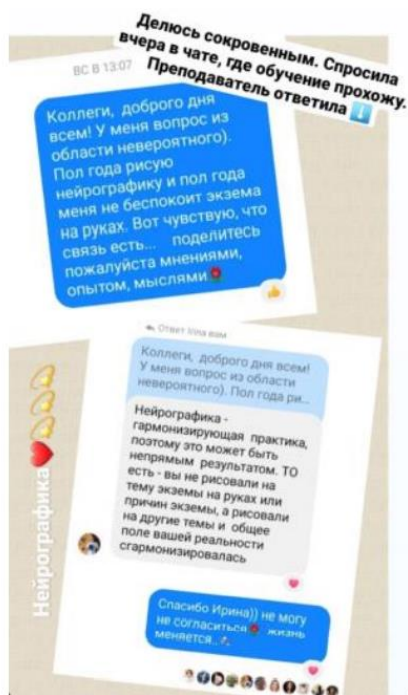 Делюсь сокровенным. Спросила
вчера в чате, где обучение прохожу.
Преподаватель ответила⬇️
ВС В 13:07
Коллеги, доброго дня
всем! У меня вопрос из
области невероятного).
Пол года рисую
нейрографику и пол года
меня не беспокоит экзема
на руках. Вот чувствую, что
связь есть... поделитесь
пожалуйста мнениями,
опытом, мыслями🌹
Ответ Irina вам
Коллеги, доброго дня всем!
У меня вопрос из области
невероятного). Пол года ри...
Нейрографика -
гармонизирующая практика,
поэтому это может быть
непрямым результатом. ТО
есть - вы не рисовали на
тему экземы на руках или
причин экземы, а рисовали
на другие темы и общее
поле вашей реальности
сгармонизировалась
Спасибо Ирина)) не могу
не согласиться🌹 жизнь
меняется..
Нейрографика❤️💫💫💫